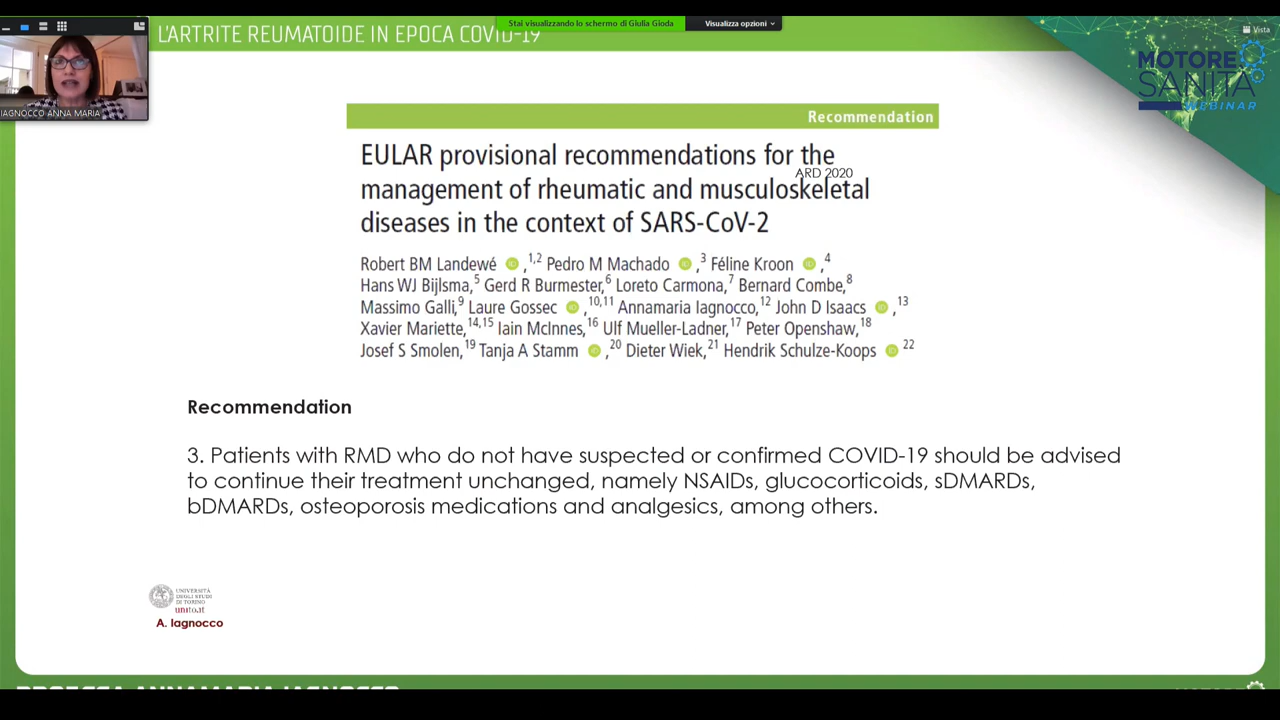 Stai visualizzando lo schermo di Giulia Gioda
Visualizza opzioni
Vista
L'ARTRITE REUMATOIDE IN EPOCA COVID-19
MOTORE
SANITÀ
WEBINAR
IAGNOCCO ANNA MARIA
Recommendation
EULAR provisional recommendations for the
ARD 2020
management of rheumatic and musculoskeletal
diseases in the context of SARS-CoV-2
Robert BM Landewé ,1,2 Pedro M Machado ,3 Féline Kroon ,4
Hans WJ Bijlsma,5 Gerd R Burmester,6 Loreto Carmona,7 Bernard Combe,8
Massimo Galli,9 Laure Gossec ,10,11 Annamaria Iagnocco,12 John D Isaacs ,13
Xavier Mariette,14,15 Iain McInnes,16 Ulf Mueller-Ladner,17 Peter Openshaw,18
Josef S Smolen,19 Tanja A Stamm ,20 Dieter Wiek,21 Hendrik Schulze-Koops 22
Recommendation
3. Patients with RMD who do not have suspected or confirmed COVID-19 should be advised
to continue their treatment unchanged, namely NSAIDs, glucocorticoids, sDMARDs,
bDMARDs, osteoporosis medications and analgesics, among others.
UNIVERSITÀ
DEGLI STUDI
DI TORINO
unito.it
A. Iagnocco
PROF.SSA ANNAMARIA IAGNOCCO